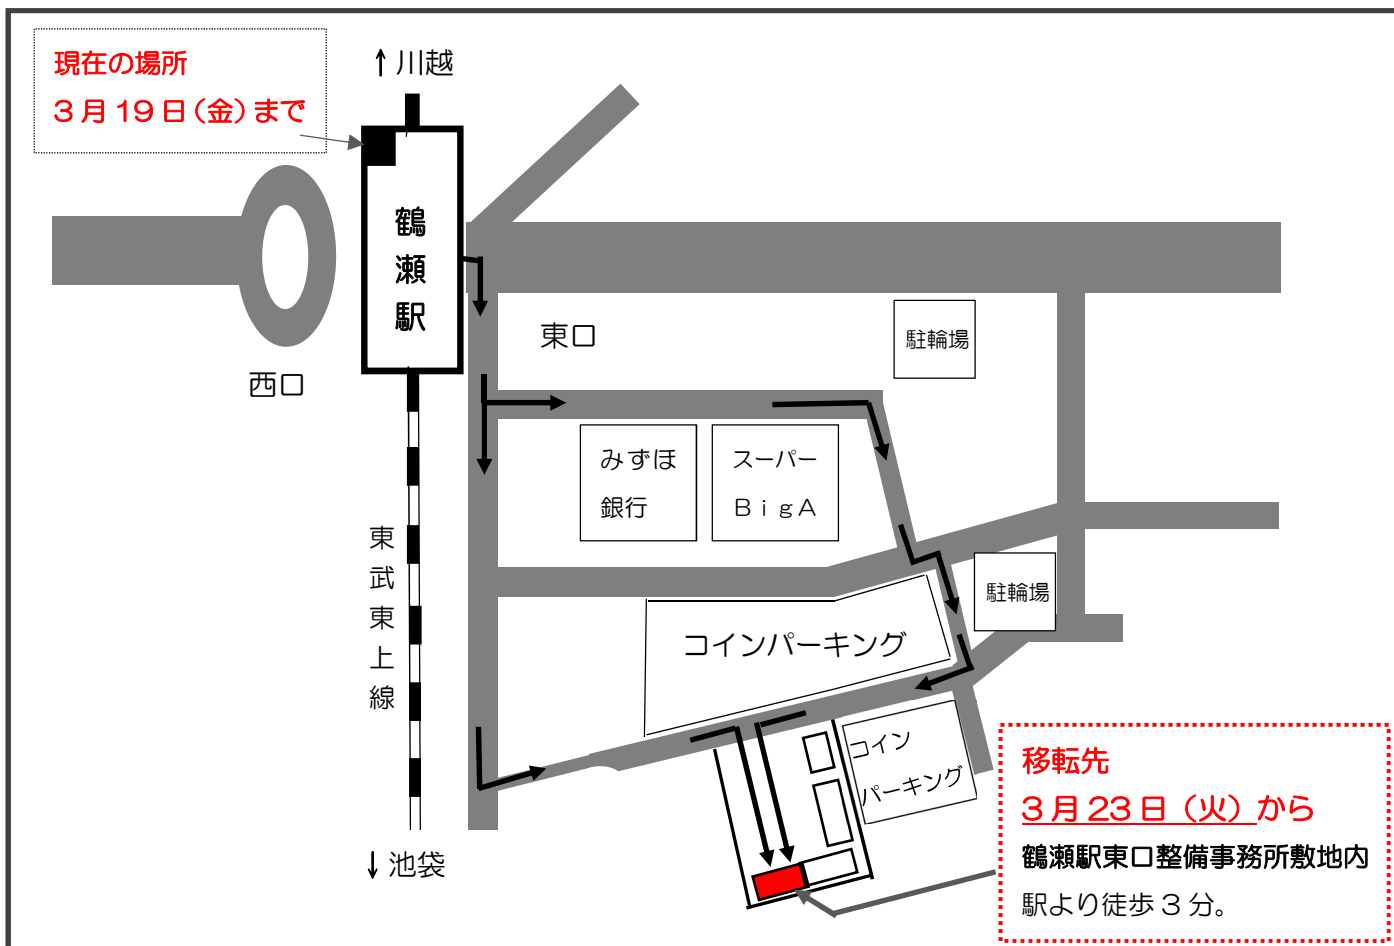 現在の場所
3月19日（金）まで
↑川越
鶴瀬駅
東口
西口
駐輪場
みずほ
銀行
スーパー
ＢｉｇＡ
東武東上線
駐輪場
コインパーキング
コイン
パーキング
↓池袋
移転先
3月23日（火）から
鶴瀬駅東口整備事務所敷地内
駅より徒歩3分。